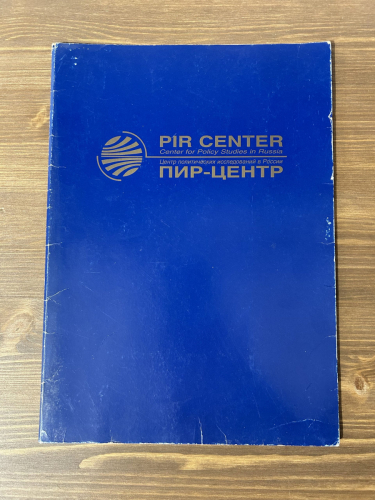 PIR CENTER
Center for Policy Studies in Russia
Центр политических исследований в России
ПИР-ЦЕНТР